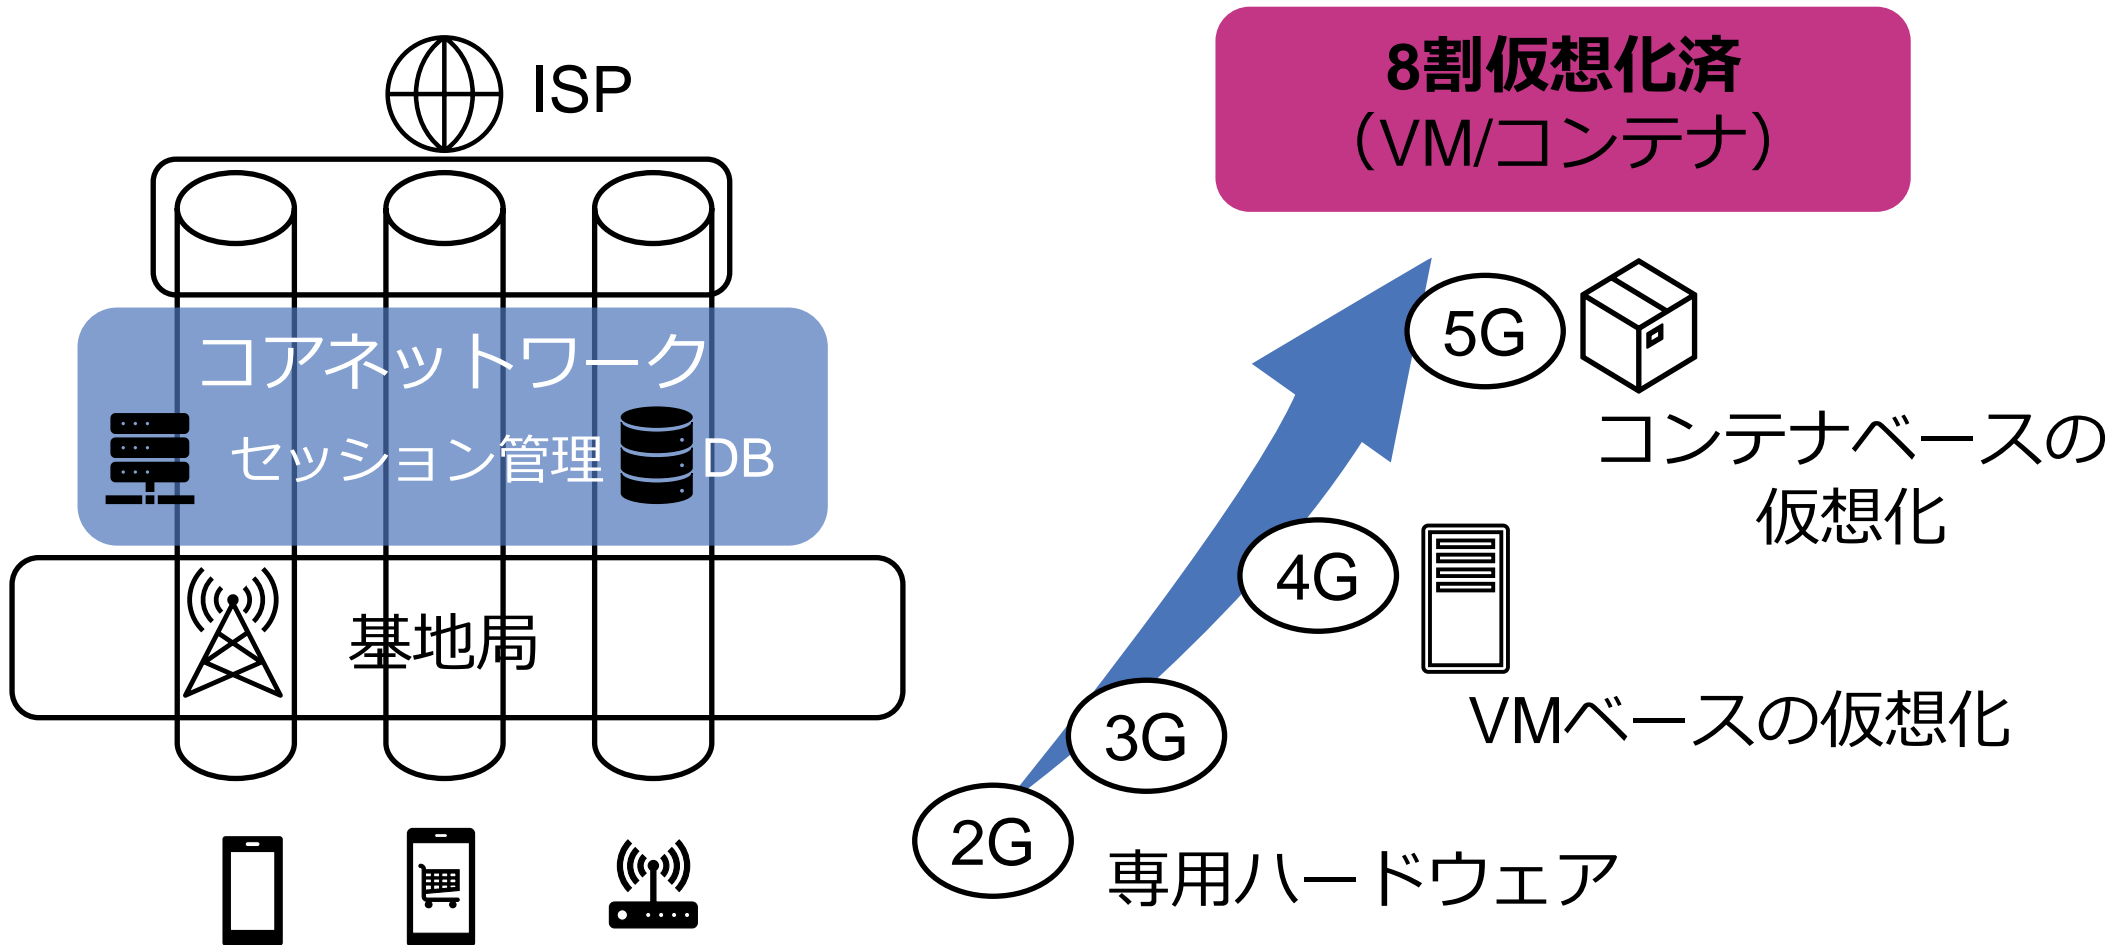 ISP
コアネットワーク
セッション管理
DB
基地局
8割仮想化済
（VM/コンテナ）
5G
コンテナベースの
仮想化
4G
VMベースの仮想化
3G
2G
専用ハードウェア